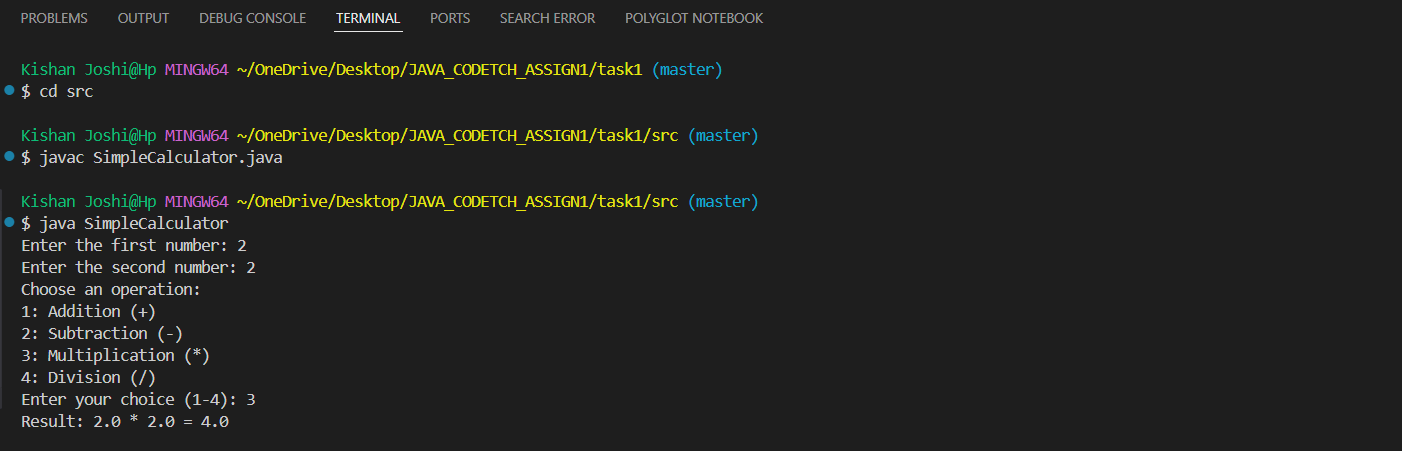 PROBLEMS OUTPUT DEBUG CONSOLE TERMINAL PORTS SEARCH ERROR POLYGLOT NOTEBOOK
Kishan Joshi@Hp MINGW64 ~/OneDrive/Desktop/JAVA_CODETCH_ASSIGN1/task1 (master)
$ cd src
Kishan Joshi@Hp MINGW64 ~/OneDrive/Desktop/JAVA_CODETCH_ASSIGN1/task1/src (master)
$ javac SimpleCalculator.java
Kishan Joshi@Hp MINGW64 ~/OneDrive/Desktop/JAVA_CODETCH_ASSIGN1/task1/src (master)
$ java SimpleCalculator
Enter the first number: 2
Enter the second number: 2
Choose an operation:
1: Addition (+)
2: Subtraction (-)
3: Multiplication (*)
4: Division (/)
Enter your choice (1-4): 3
Result: 2.0 * 2.0 = 4.0